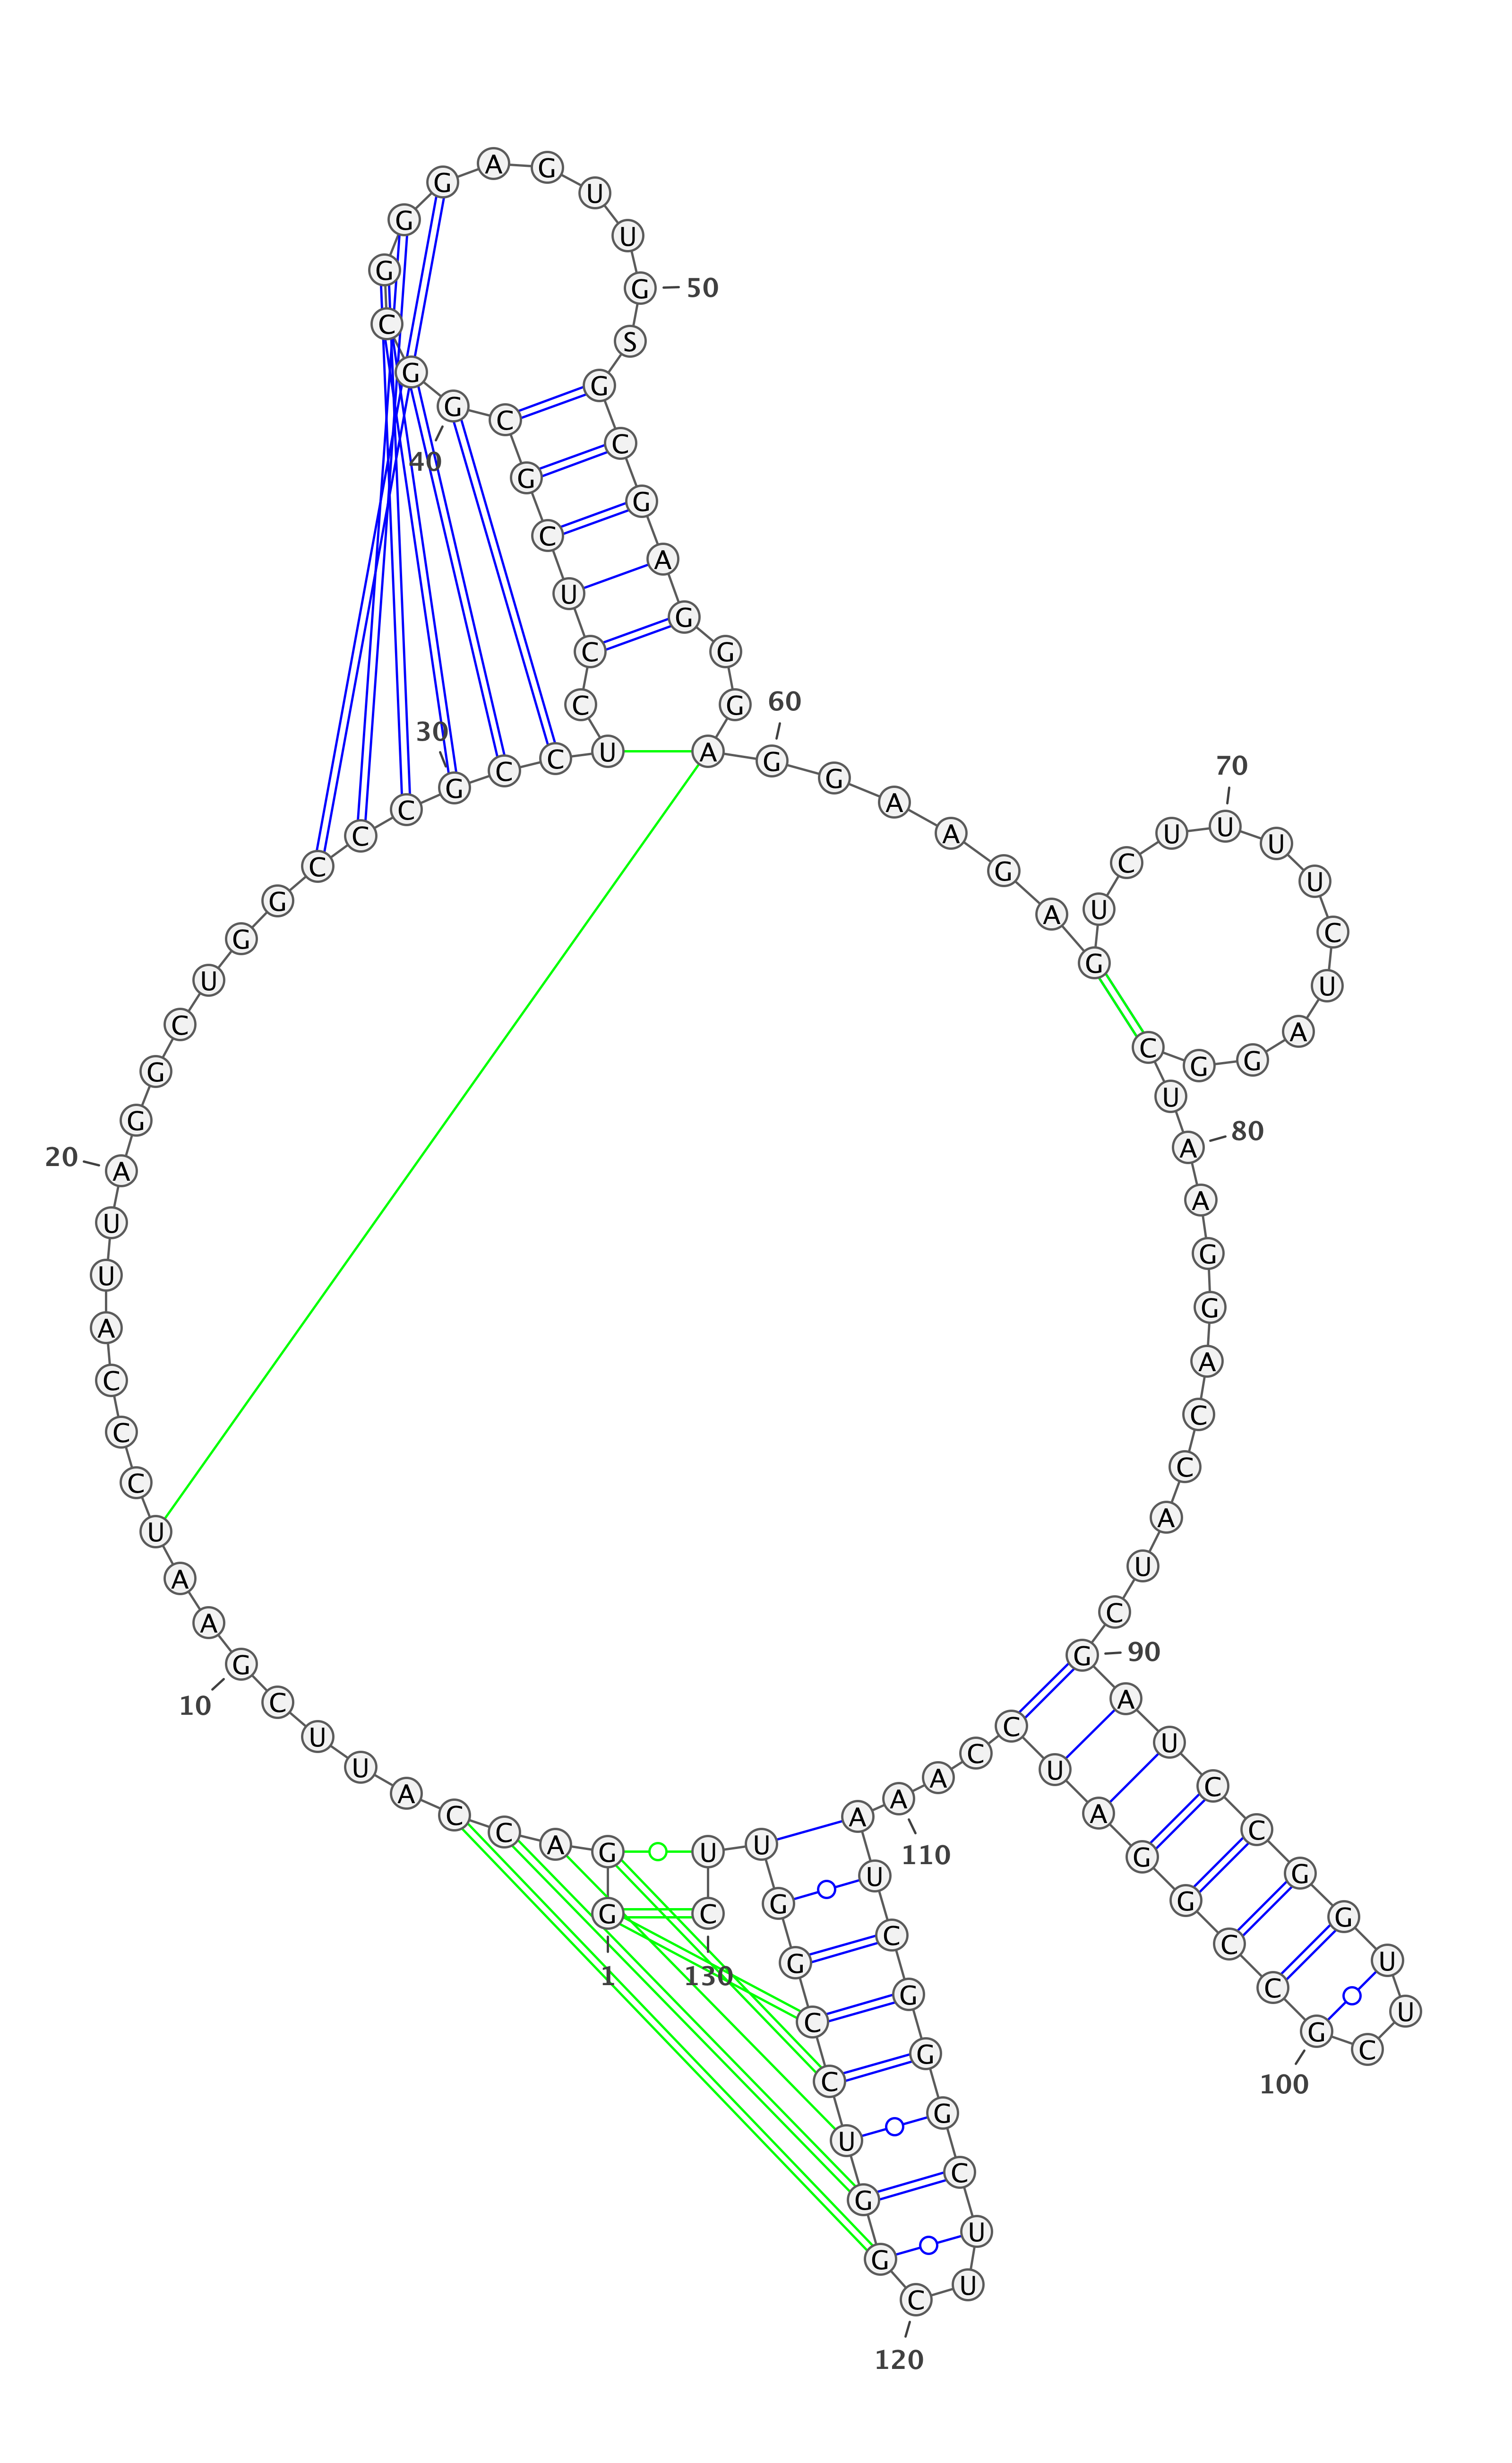 G G A C C A U U C G
1
10
A A U C C C A U U A
20
G G C U G G C C C G
30
C C U C C U C G C G
40
G C G G G A G U U G
50
S G C G A G G G A G
60
G A A G A G U C U U
70
U U C U A G G C U A
80
A G G A C C A U C G
90
A U C C G G U U C G
100
C C G G A U C C A A
110
A U C G G G C U U C
120
G G U C C G G U U C
130